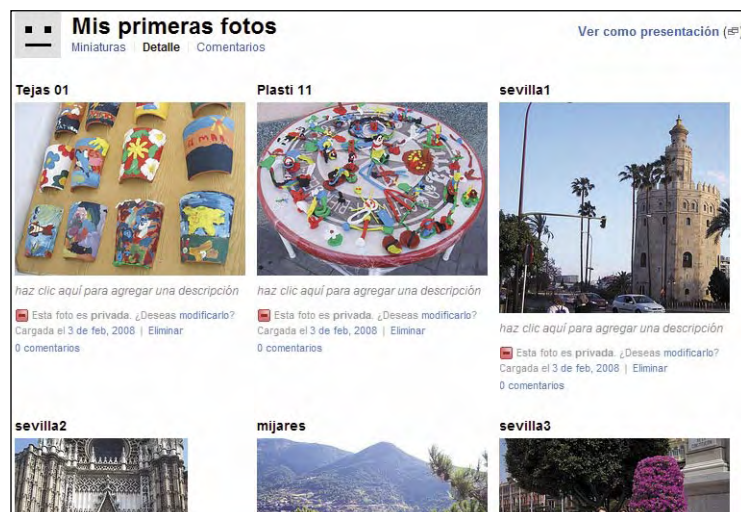 Mis primeras fotos
Miniaturas | Detalle | Comentarios
Ver como presentación
Tejas 01
haz clic aquí para agregar una descripción
Esta foto es privada. ¿Deseas modificarlo?
Cargada el 3 de feb, 2008 | Eliminar
0 comentarios
Plasti 11
haz clic aquí para agregar una descripción
Esta foto es privada. ¿Deseas modificarlo?
Cargada el 3 de feb, 2008 | Eliminar
0 comentarios
sevilla1
haz clic aquí para agregar una descripción
Esta foto es privada. ¿Deseas modificarlo?
Cargada el 3 de feb, 2008 | Eliminar
0 comentarios
sevilla2
mijares
sevilla3